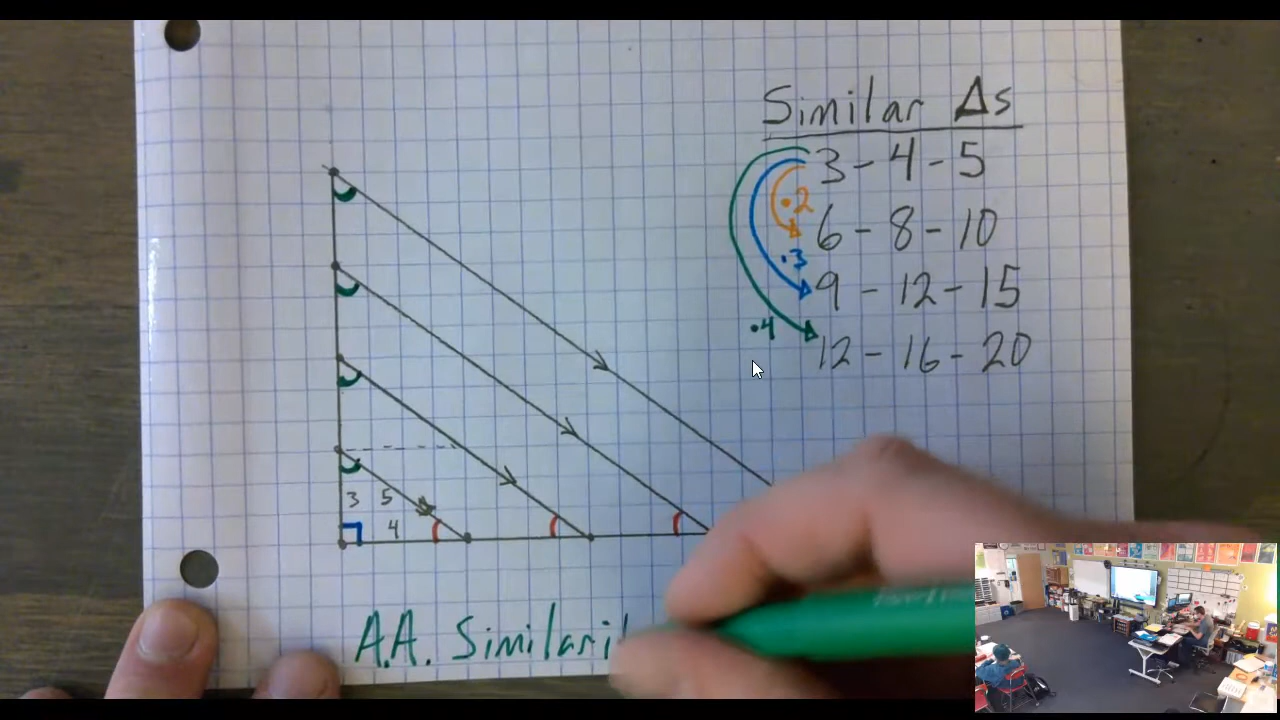 Similar Δs
3 - 4 - 5
·2
6 - 8 - 10
·3
9 - 12 - 15
·4
12 - 16 - 20
3 5
4
A.A. Similari